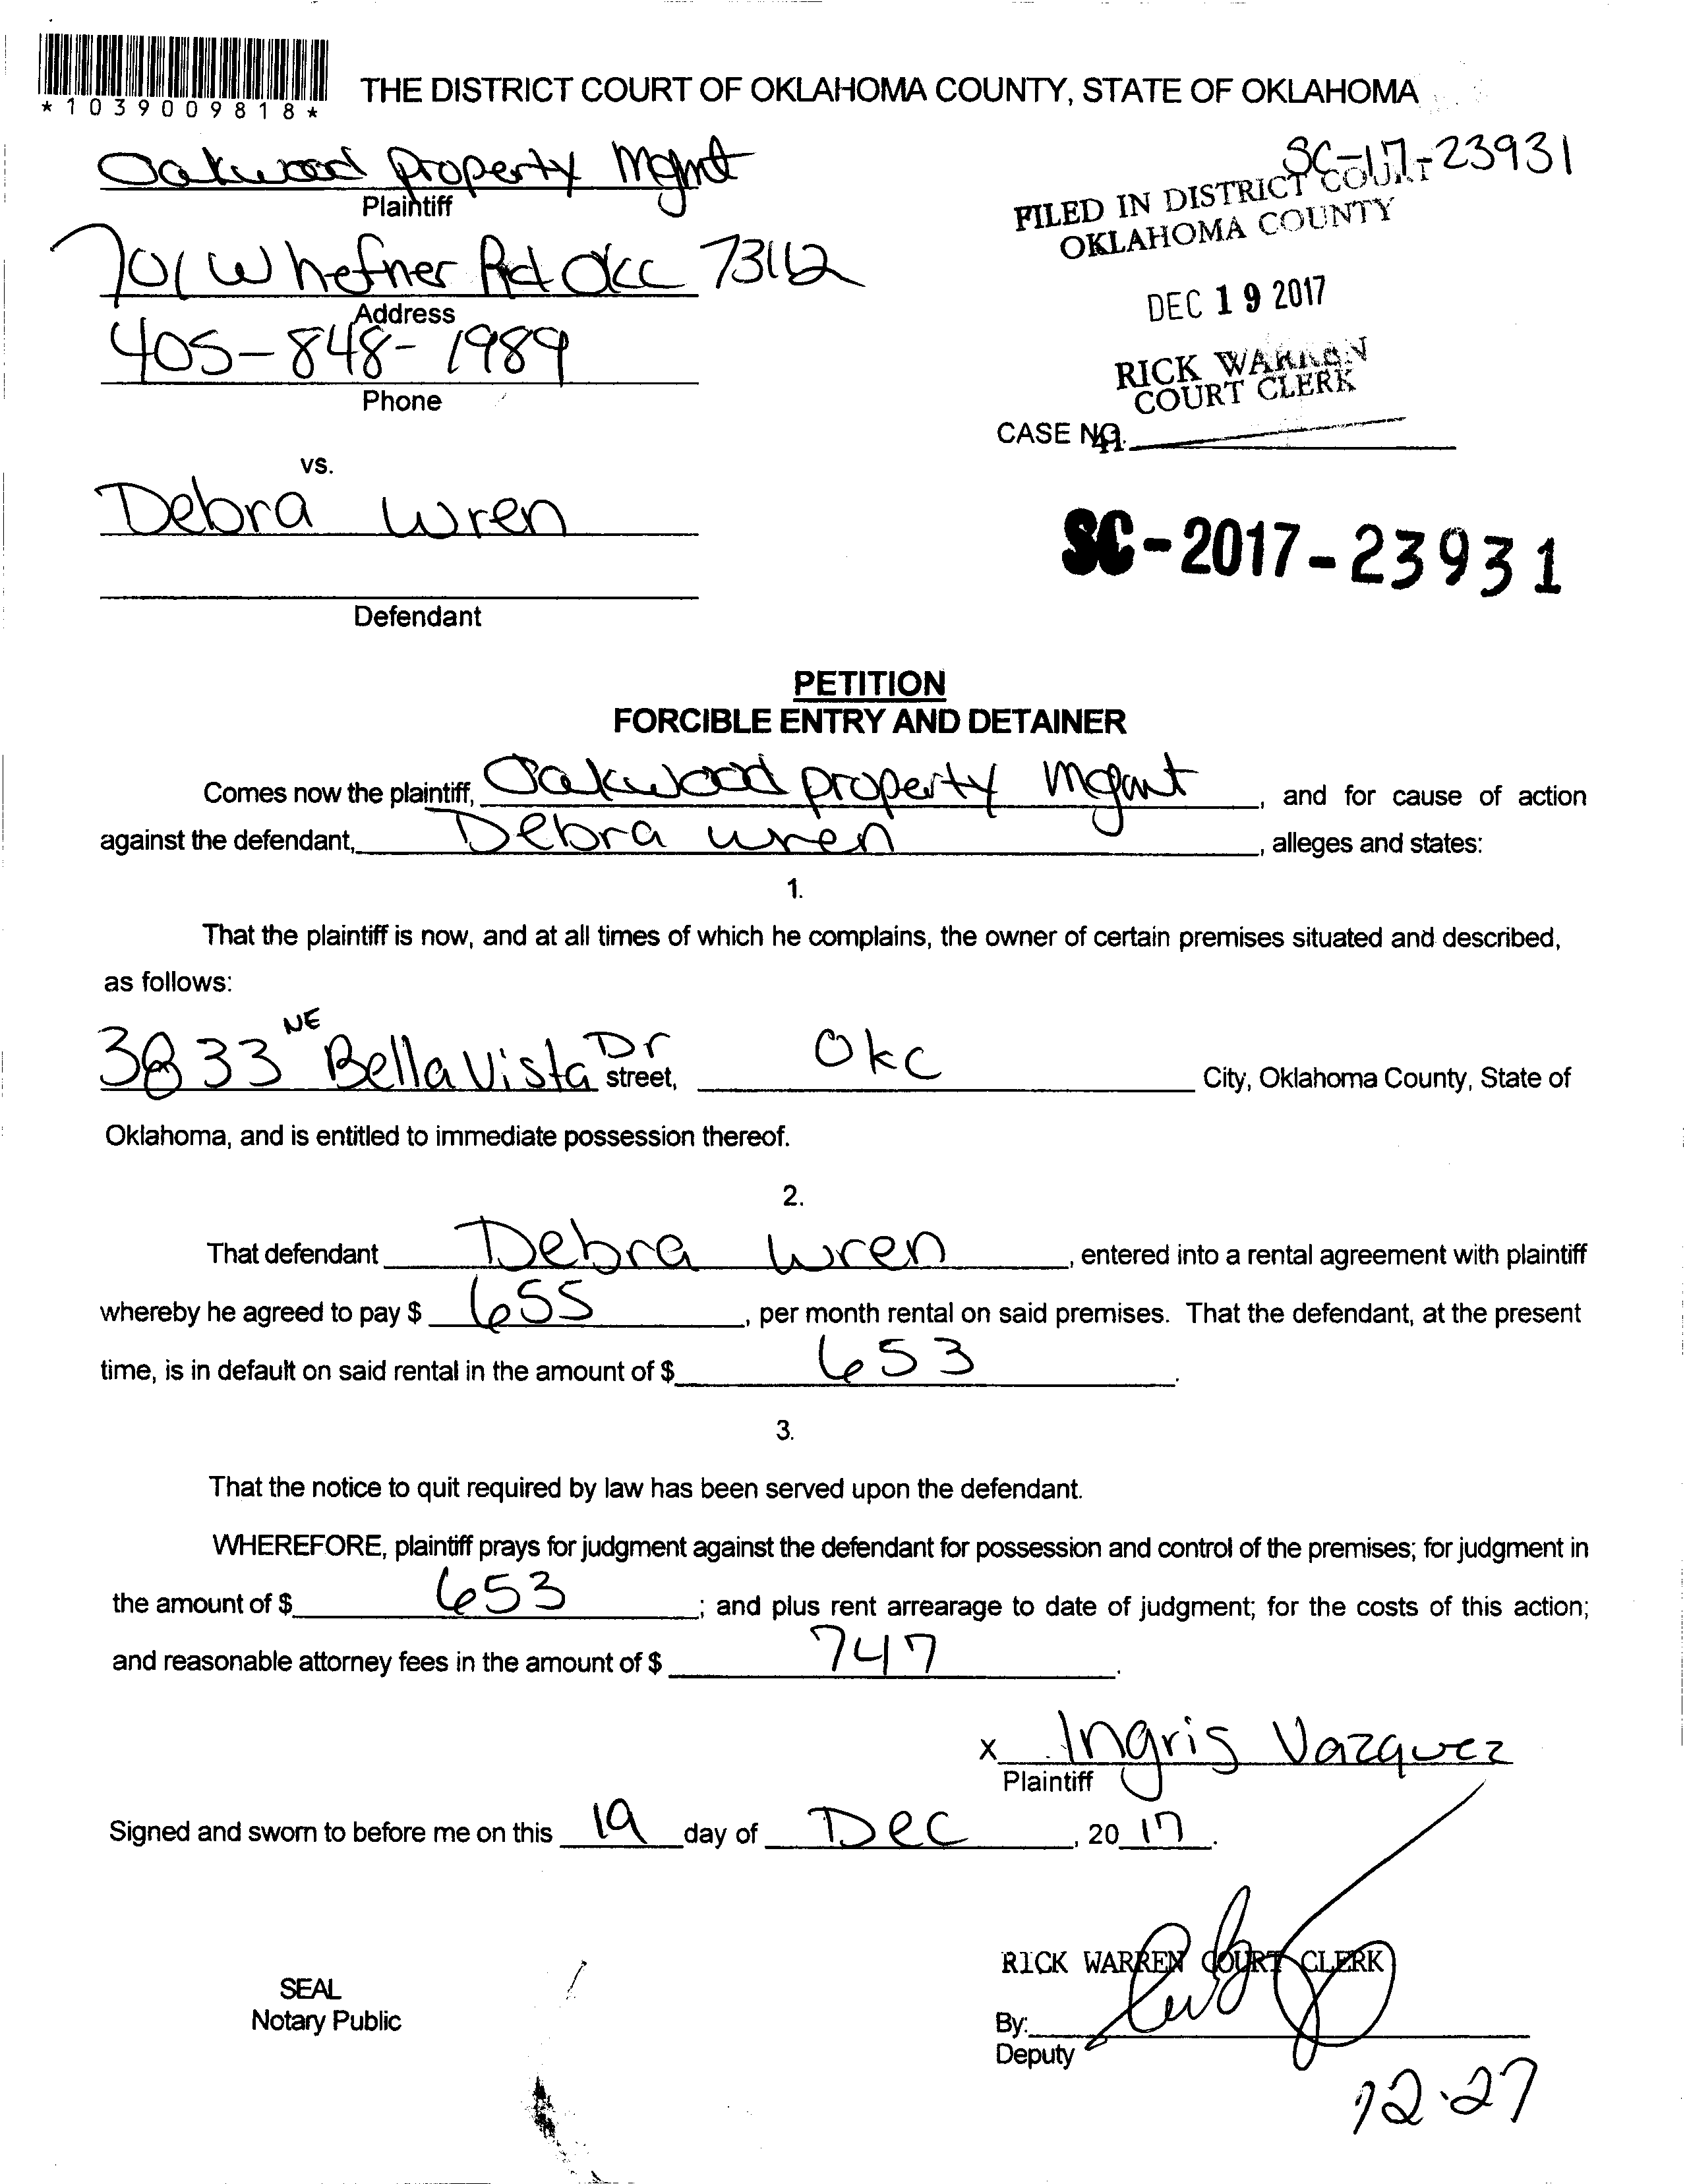 *1039009818*
THE DISTRICT COURT OF OKLAHOMA COUNTY, STATE OF OKLAHOMA
Oakwood Property Mgmt
Plaintiff
SC-17-23931
FILED IN DISTRICT COURT
OKLAHOMA COUNTY
701 W hefner Rd OKC 73112
Address
DEC 19 2017
405-848-1989
Phone
RICK WARREN
COURT CLERK
CASE NO.
41
vs.
Debra Wren
SC-2017-23931
Defendant
PETITION
FORCIBLE ENTRY AND DETAINER
Comes now the plaintiff, Oakwood property mgmt, and for cause of action
against the defendant, Debra Wren, alleges and states:
1.
That the plaintiff is now, and at all times of which he complains, the owner of certain premises situated and described,
as follows:
3833 NE Bella Vista Dr street, OKC City, Oklahoma County, State of
Oklahoma, and is entitled to immediate possession thereof.
2.
That defendant Debra Wren, entered into a rental agreement with plaintiff
whereby he agreed to pay $ 655, per month rental on said premises. That the defendant, at the present
time, is in default on said rental in the amount of $ 653.
3.
That the notice to quit required by law has been served upon the defendant.
WHEREFORE, plaintiff prays for judgment against the defendant for possession and control of the premises; for judgment in
the amount of $ 653; and plus rent arrearage to date of judgment; for the costs of this action;
and reasonable attorney fees in the amount of $ 747.
x Ingris Vazquez
Plaintiff
Signed and sworn to before me on this 19 day of Dec, 2017.
RICK WARREN COURT CLERK
SEAL
Notary Public
By:
Deputy
12-27